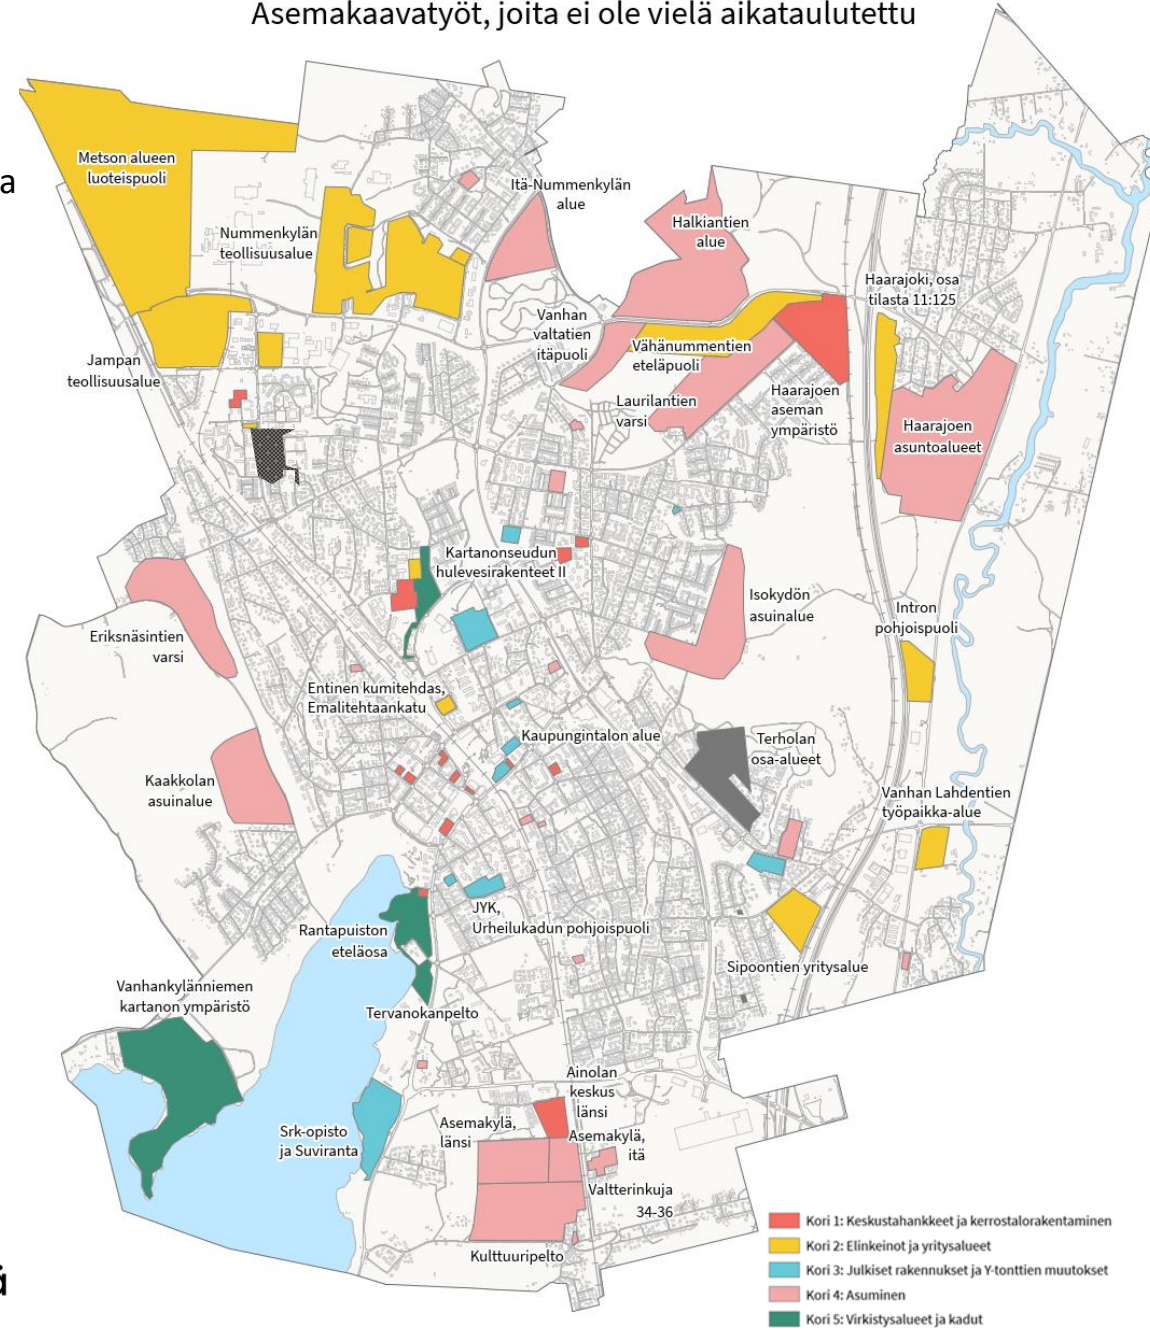 Asemakaavatyöt, joita ei ole vielä aikataulutettu
a
Metson alueen
luoteispuoli
Itä-Nummenkylän
alue
Nummenkylän
teollisuusalue
Halkiantien
alue
Haarajoki, osa
tilasta 11:125
Vanhan
valtatien
itäpuoli
Vähänummentien
eteläpuoli
Jampan
teollisuusalue
Laurilantien
varsi
Haarajoen
aseman
ympäristö
Haarajoen
asuntoalueet
Kartanonseudun
hulevesirakenteet II
Isokydön
asuinalue
Intron
pohjoispuoli
Eriksnäsintien
varsi
Entinen kumitehdas,
Emalitehtaankatu
Kaupungintalon alue
Terholan
osa-alueet
Kaakkolan
asuinalue
Vanhan Lahdentien
työpaikka-alue
JYK,
Urheilukadun pohjoispuoli
Rantapuiston
eteläosa
Sipoontien yritysalue
Vanhankylänniemen
kartanon ympäristö
Tervanokanpelto
Ainolan
keskus
länsi
Srk-opisto
ja Suviranta
Asemakylä,
länsi
Asemakylä,
itä
Valtterinkuja
34-36
Kulttuuripelto
ä
Kori 1: Keskustahankkeet ja kerrostalorakentaminen
Kori 2: Elinkeinot ja yritysalueet
Kori 3: Julkiset rakennukset ja Y-tonttien muutokset
Kori 4: Asuminen
Kori 5: Virkistysalueet ja kadut